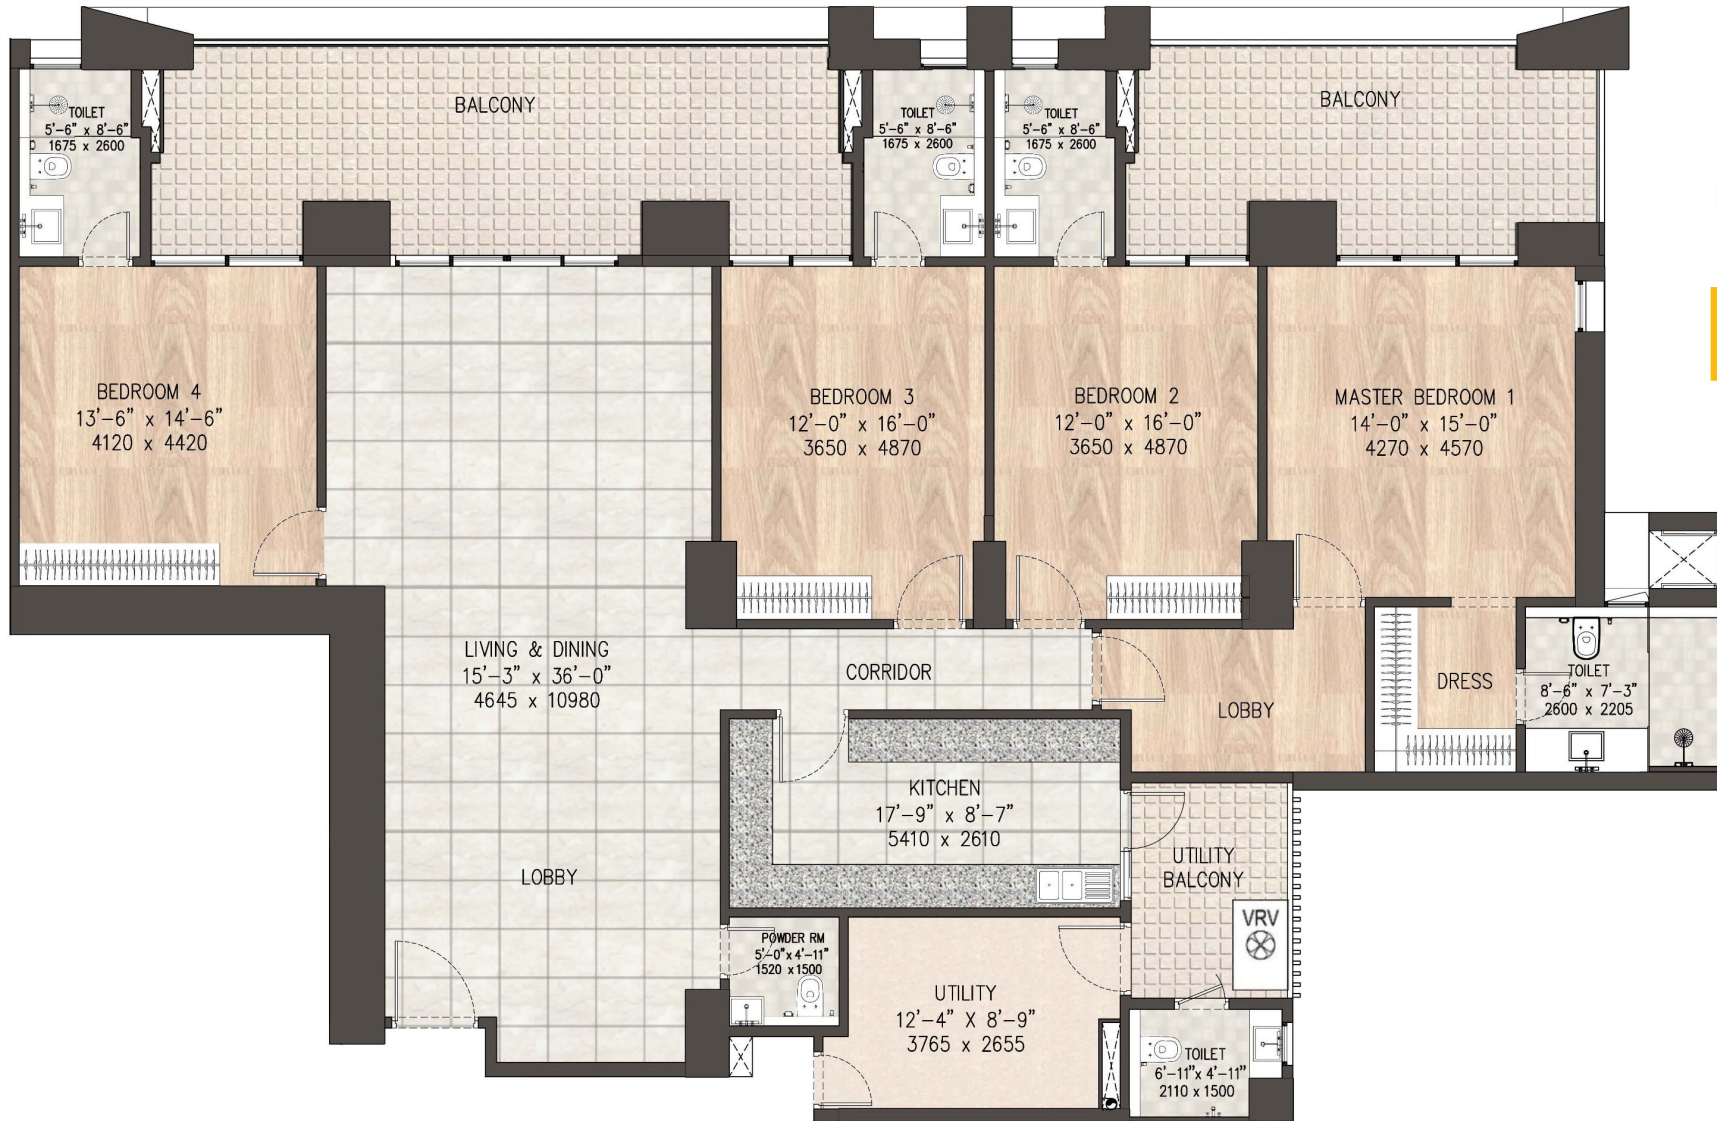 BALCONY
BALCONY
TOILET
5'-6" x 8'-6"
1675 x 2600
TOILET
5'-6" x 8'-6"
1675 x 2600
TOILET
5'-6" x 8'-6"
1675 x 2600
BEDROOM 4
13'-6" x 14'-6"
4120 x 4420
BEDROOM 3
12'-0" x 16'-0"
3650 x 4870
BEDROOM 2
12'-0" x 16'-0"
3650 x 4870
MASTER BEDROOM 1
14'-0" x 15'-0"
4270 x 4570
LIVING & DINING
15'-3" x 36'-0"
4645 x 10980
CORRIDOR
LOBBY
DRESS
TOILET
8'-6" x 7'-3"
2600 x 2205
KITCHEN
17'-9" x 8'-7"
5410 x 2610
LOBBY
UTILITY
BALCONY
VRV
POWDER RM
5'-0"x 4'-11"
1520 x 1500
UTILITY
12'-4" X 8'-9"
3765 x 2655
TOILET
6'-11"x 4'-11"
2110 x 1500